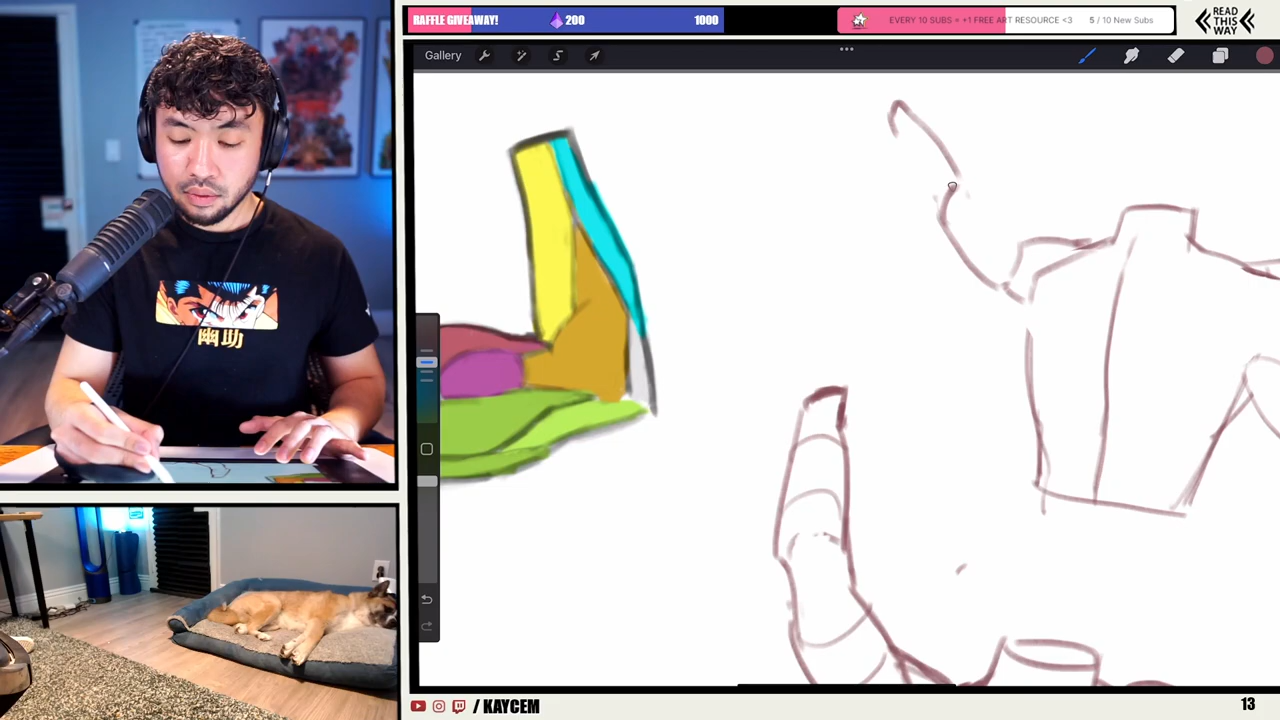 RAFFLE GIVEAWAY! 200 1000
EVERY 10 SUBS = +1 FREE ART RESOURCE <3 5 / 10 New Subs
READ
THIS
WAY
Gallery
幽助
/ KAYCEM
13